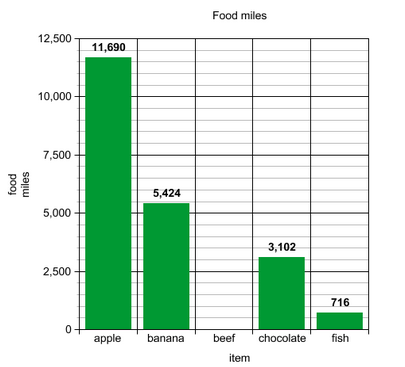 Food miles
12,500
10,000
7,500
5,000
2,500
0
food
miles
11,690
5,424
3,102
716
apple banana beef chocolate fish
item